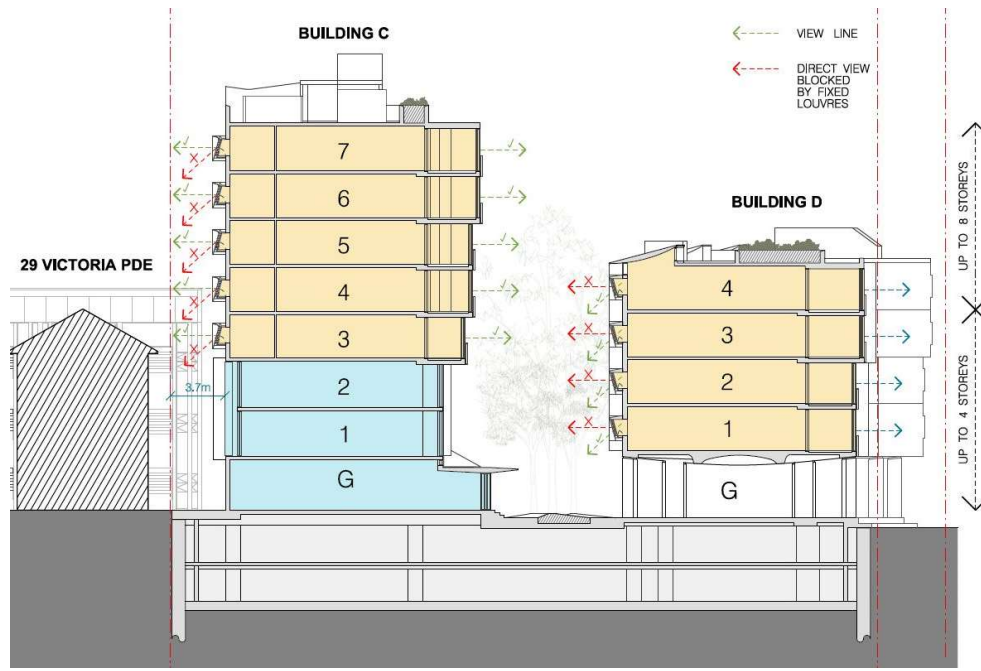 BUILDING C
VIEW LINE
DIRECT VIEW
BLOCKED
BY FIXED
LOUVRES
7
6
BUILDING D
UP TO 8 STOREYS
5
29 VICTORIA PDE
4
4
3
3
3.7m
2
2
1
1
UP TO 4 STOREYS
G
G